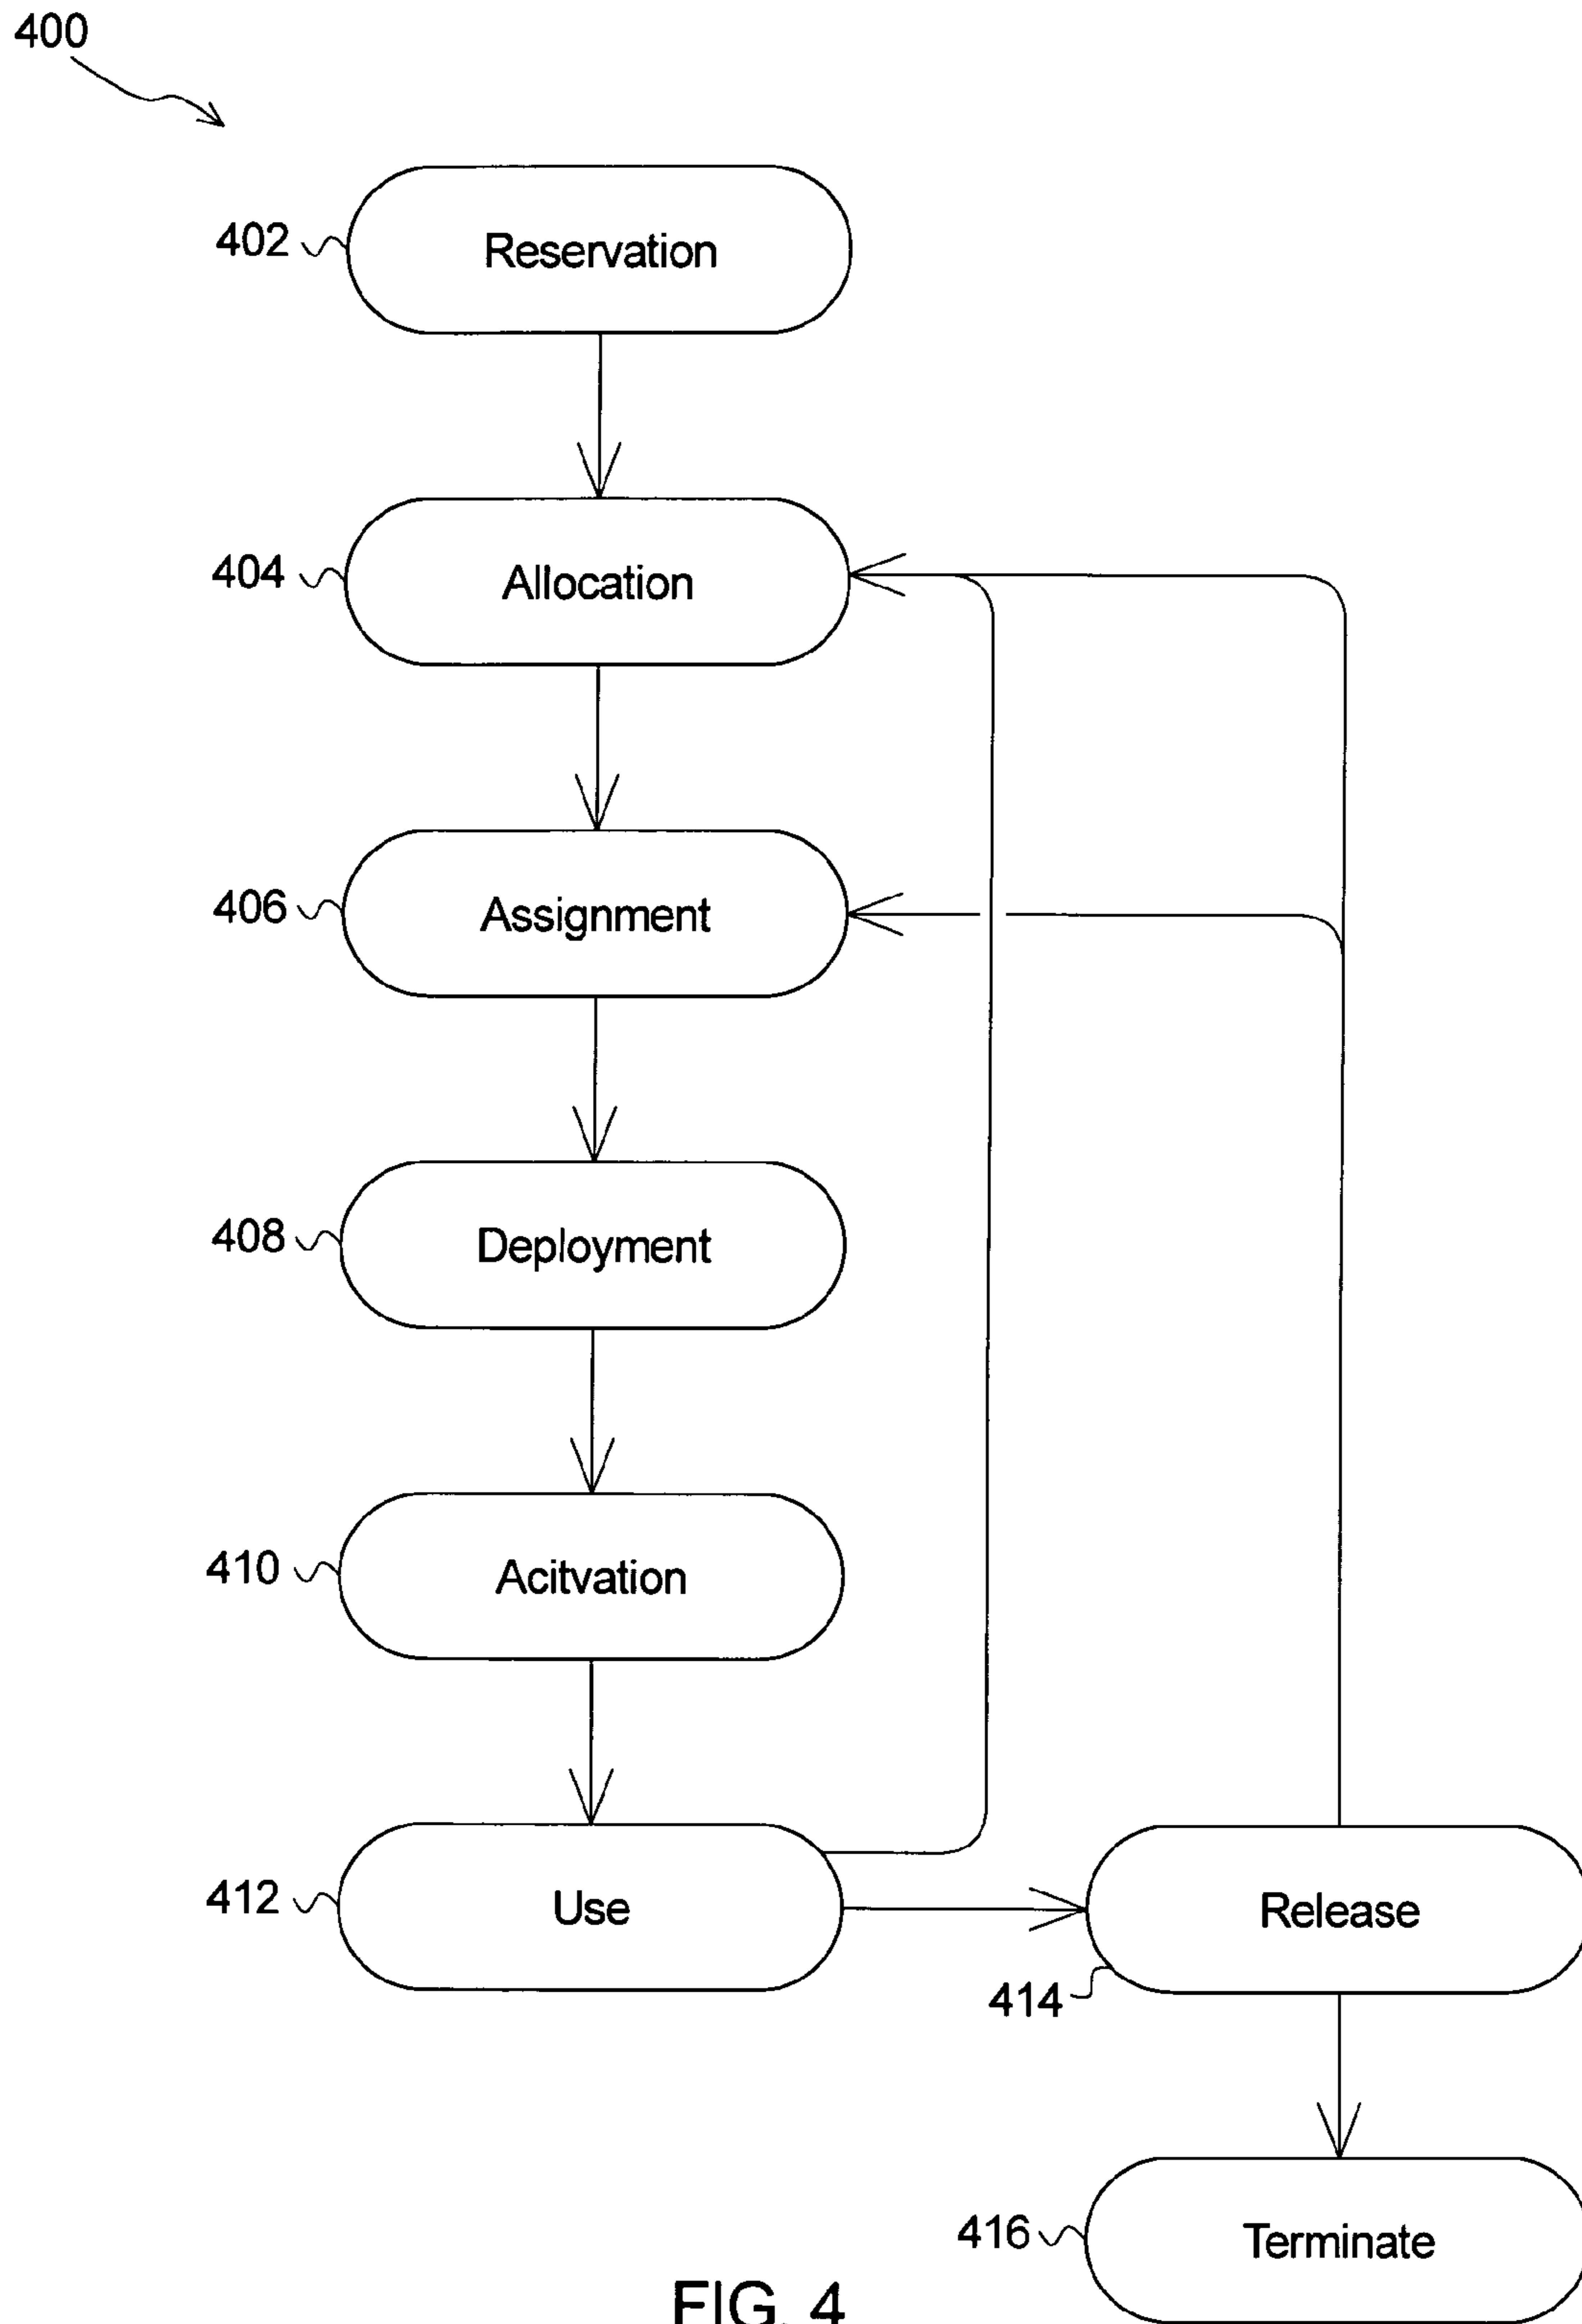 400
402 Reservation
404 Allocation
406 Assignment
408 Deployment
410 Acitvation
412 Use
Release
414
416 Terminate
FIG. 4